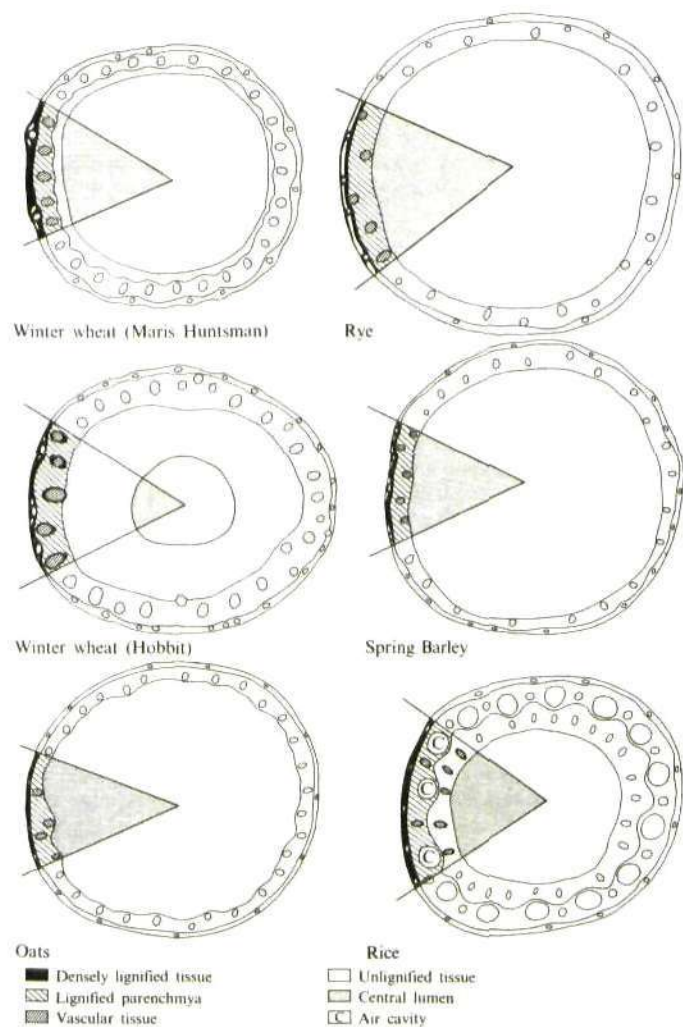 Winter wheat (Maris Huntsman)
Rye
Winter wheat (Hobbit)
Spring Barley
Oats
Rice
Densely lignified tissue
Lignified parenchmya
Vascular tissue
Unlignified tissue
Central lumen
C Air cavity
C
C
C